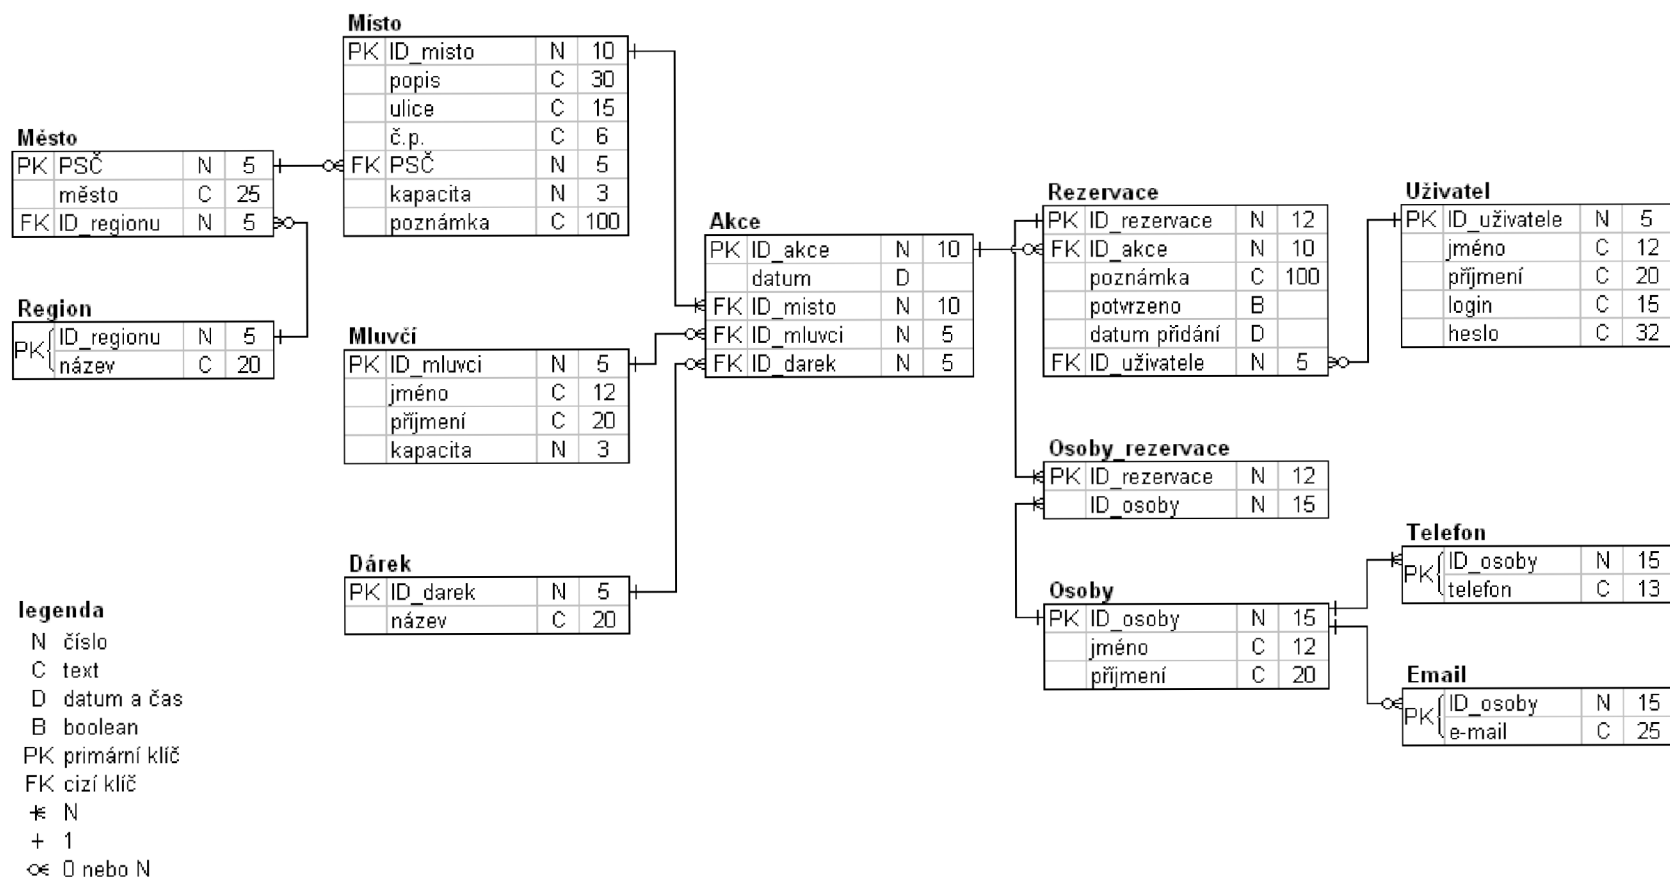 Místo
PK ID_misto N 10
popis C 30
ulice C 15
č.p. C 6
FK PSČ N 5
kapacita N 3
poznámka C 100
Město
PK PSČ N 5
město C 25
FK ID_regionu N 5
Region
PK ID_regionu N 5
název C 20
Mluvčí
PK ID_mluvci N 5
jméno C 12
příjmení C 20
kapacita N 3
Dárek
PK ID_darek N 5
název C 20
Akce
PK ID_akce N 10
datum D
FK ID_misto N 10
FK ID_mluvci N 5
FK ID_darek N 5
Rezervace
PK ID_rezervace N 12
FK ID_akce N 10
poznámka C 100
potvrzeno B
datum přidání D
FK ID_uživatele N 5
Uživatel
PK ID_uživatele N 5
jméno C 12
příjmení C 20
login C 15
heslo C 32
Osoby_rezervace
PK ID_rezervace N 12
ID_osoby N 15
Osoby
PK ID_osoby N 15
jméno C 12
příjmení C 20
Telefon
PK ID_osoby N 15
telefon C 13
Email
PK ID_osoby N 15
e-mail C 25
legenda
N číslo
C text
D datum a čas
B boolean
PK primární klíč
FK cizí klíč
N
1
0 nebo N